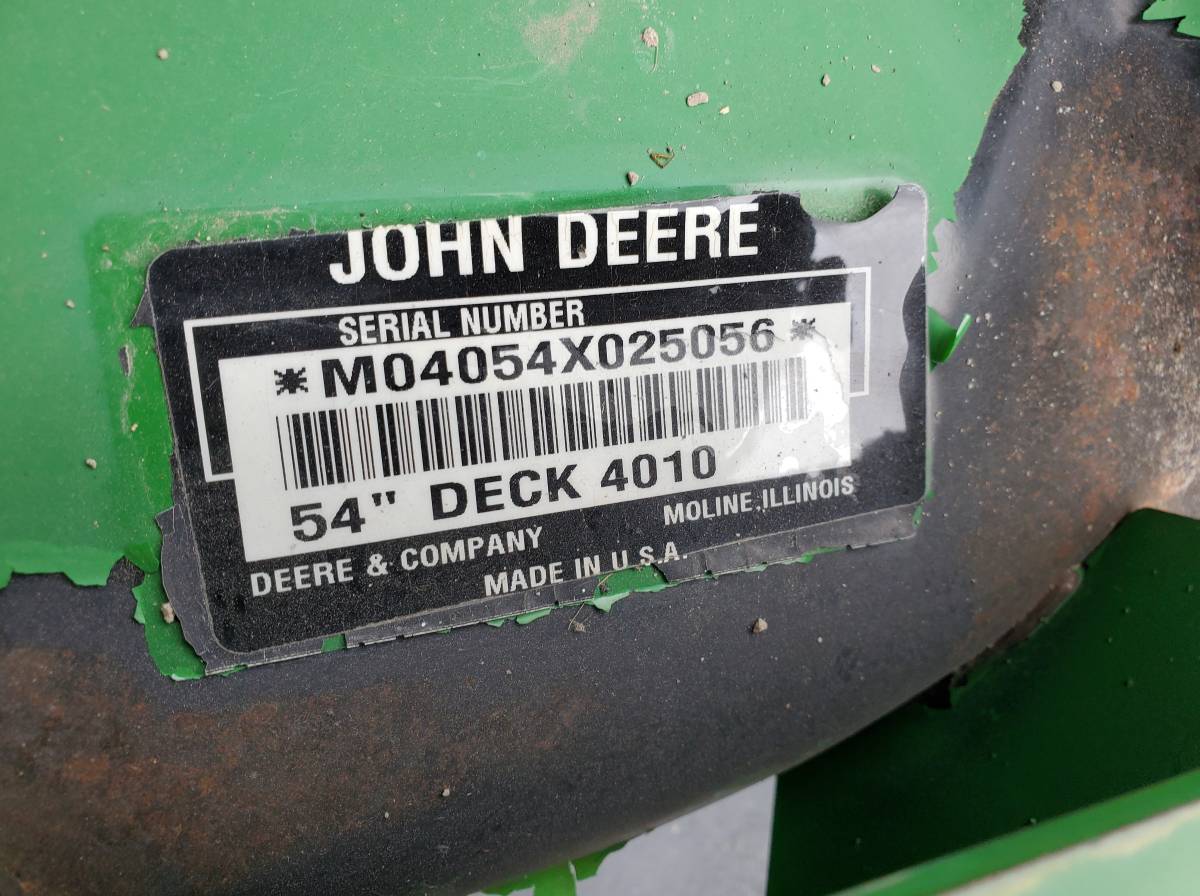 JOHN DEERE
SERIAL NUMBER
*M04054X025056*
54" DECK 4010
DEERE & COMPANY MOLINE, ILLINOIS
MADE IN U.S.A.